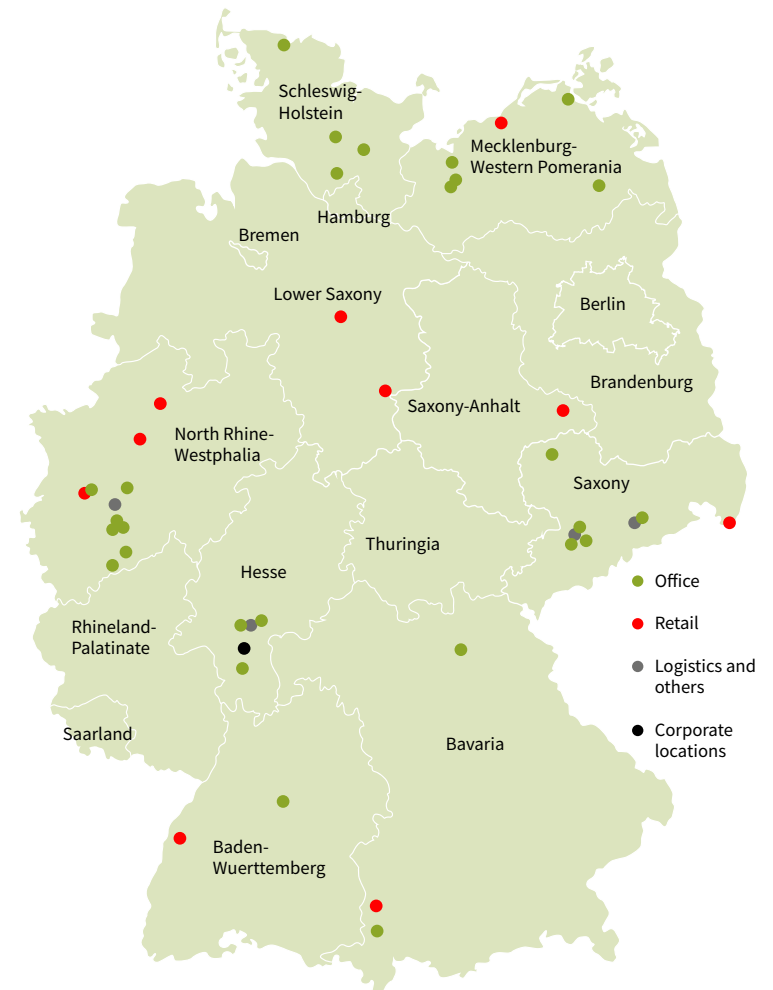 Schleswig-
Holstein
Mecklenburg-
Western Pomerania
Hamburg
Bremen
Lower Saxony
Berlin
Brandenburg
Saxony-Anhalt
North Rhine-
Westphalia
Saxony
Thuringia
Hesse
Rhineland-
Palatinate
Saarland
Bavaria
Baden-
Wuerttemberg
Office
Retail
Logistics and
others
Corporate
locations